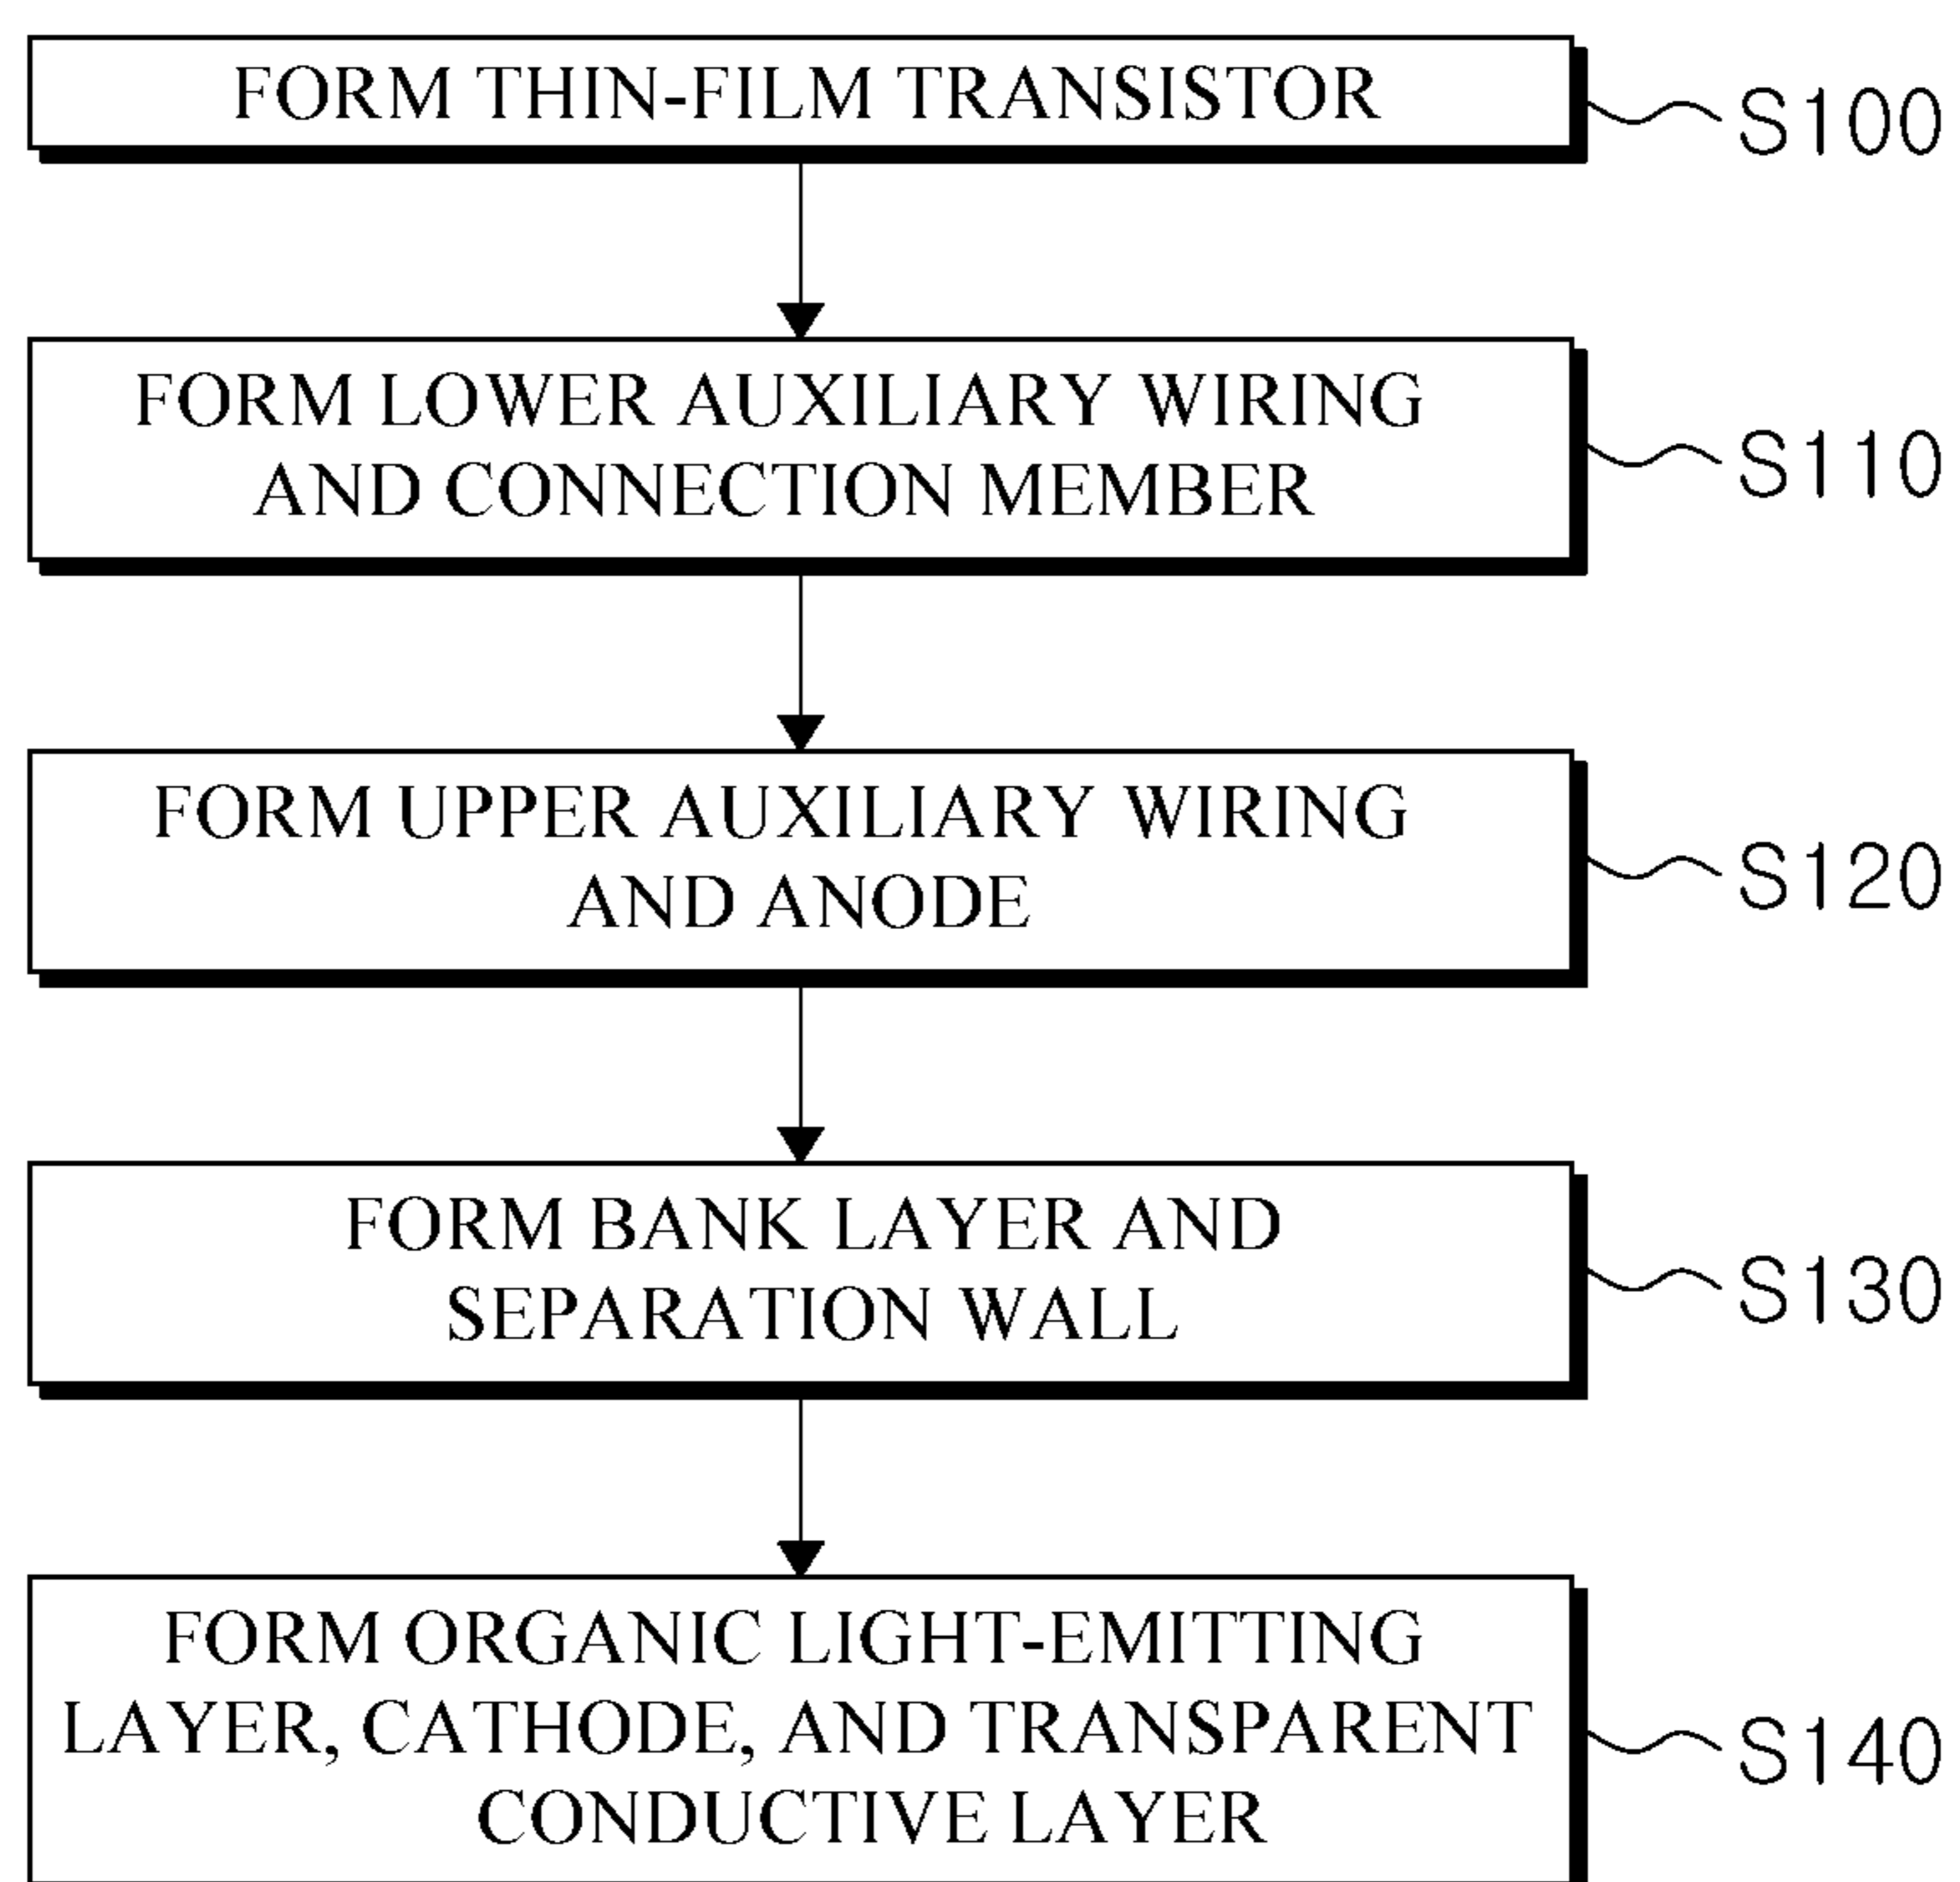 FORM THIN-FILM TRANSISTOR
S100
FORM LOWER AUXILIARY WIRING
AND CONNECTION MEMBER
S110
FORM UPPER AUXILIARY WIRING
AND ANODE
S120
FORM BANK LAYER AND
SEPARATION WALL
S130
FORM ORGANIC LIGHT-EMITTING
LAYER, CATHODE, AND TRANSPARENT
CONDUCTIVE LAYER
S140